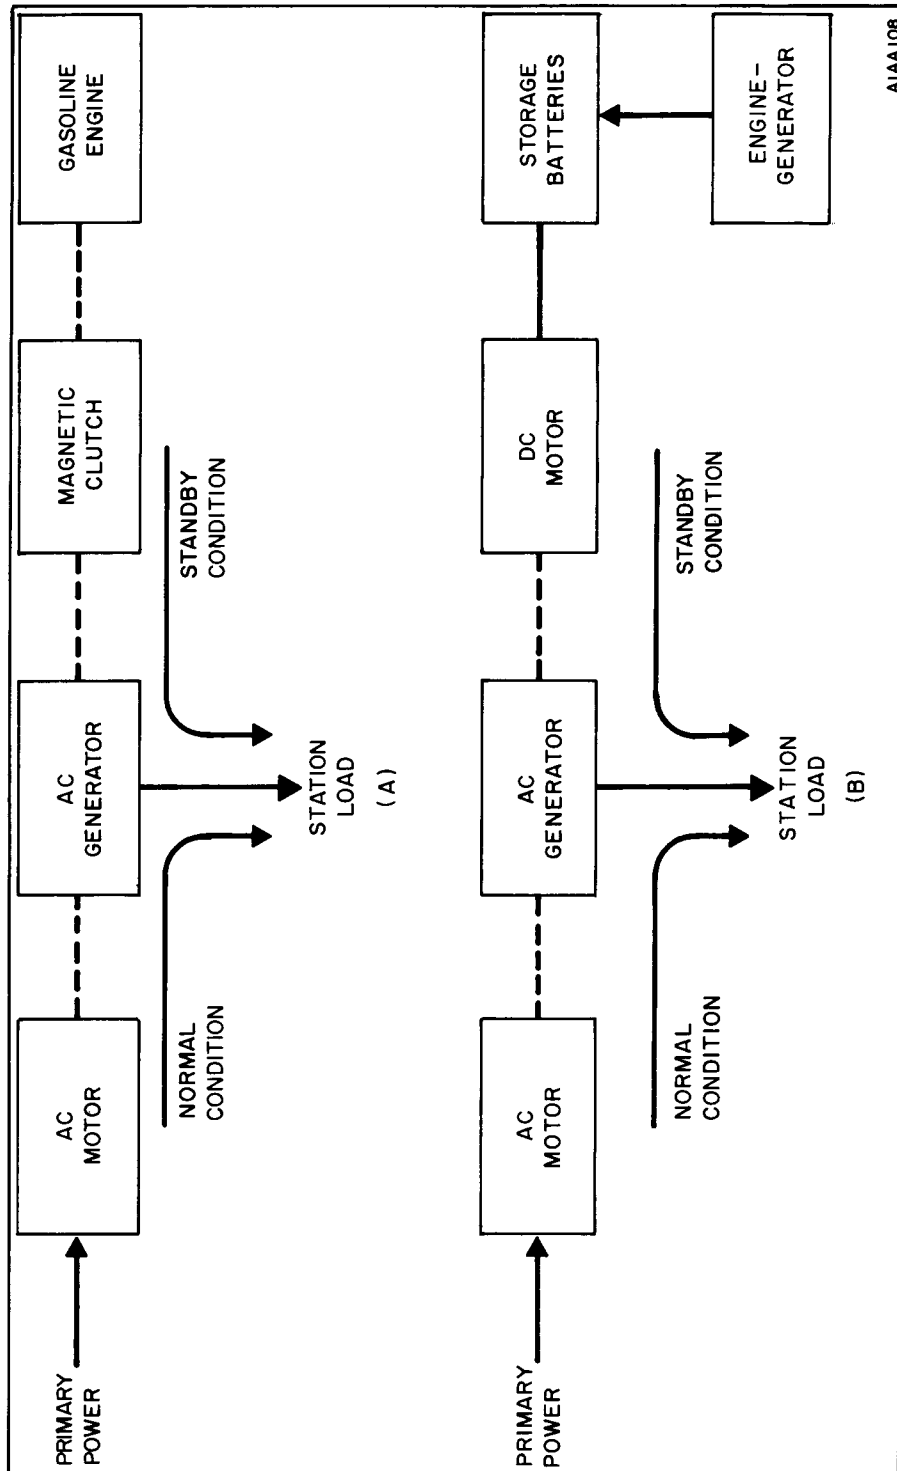 PRIMARY
POWER
AC
MOTOR
AC
GENERATOR
MAGNETIC
CLUTCH
GASOLINE
ENGINE
NORMAL
CONDITION
STANDBY
CONDITION
STATION
LOAD
(A)
PRIMARY
POWER
AC
MOTOR
AC
GENERATOR
DC
MOTOR
STORAGE
BATTERIES
NORMAL
CONDITION
STANDBY
CONDITION
ENGINE-
GENERATOR
STATION
LOAD
(B)
AIAA108